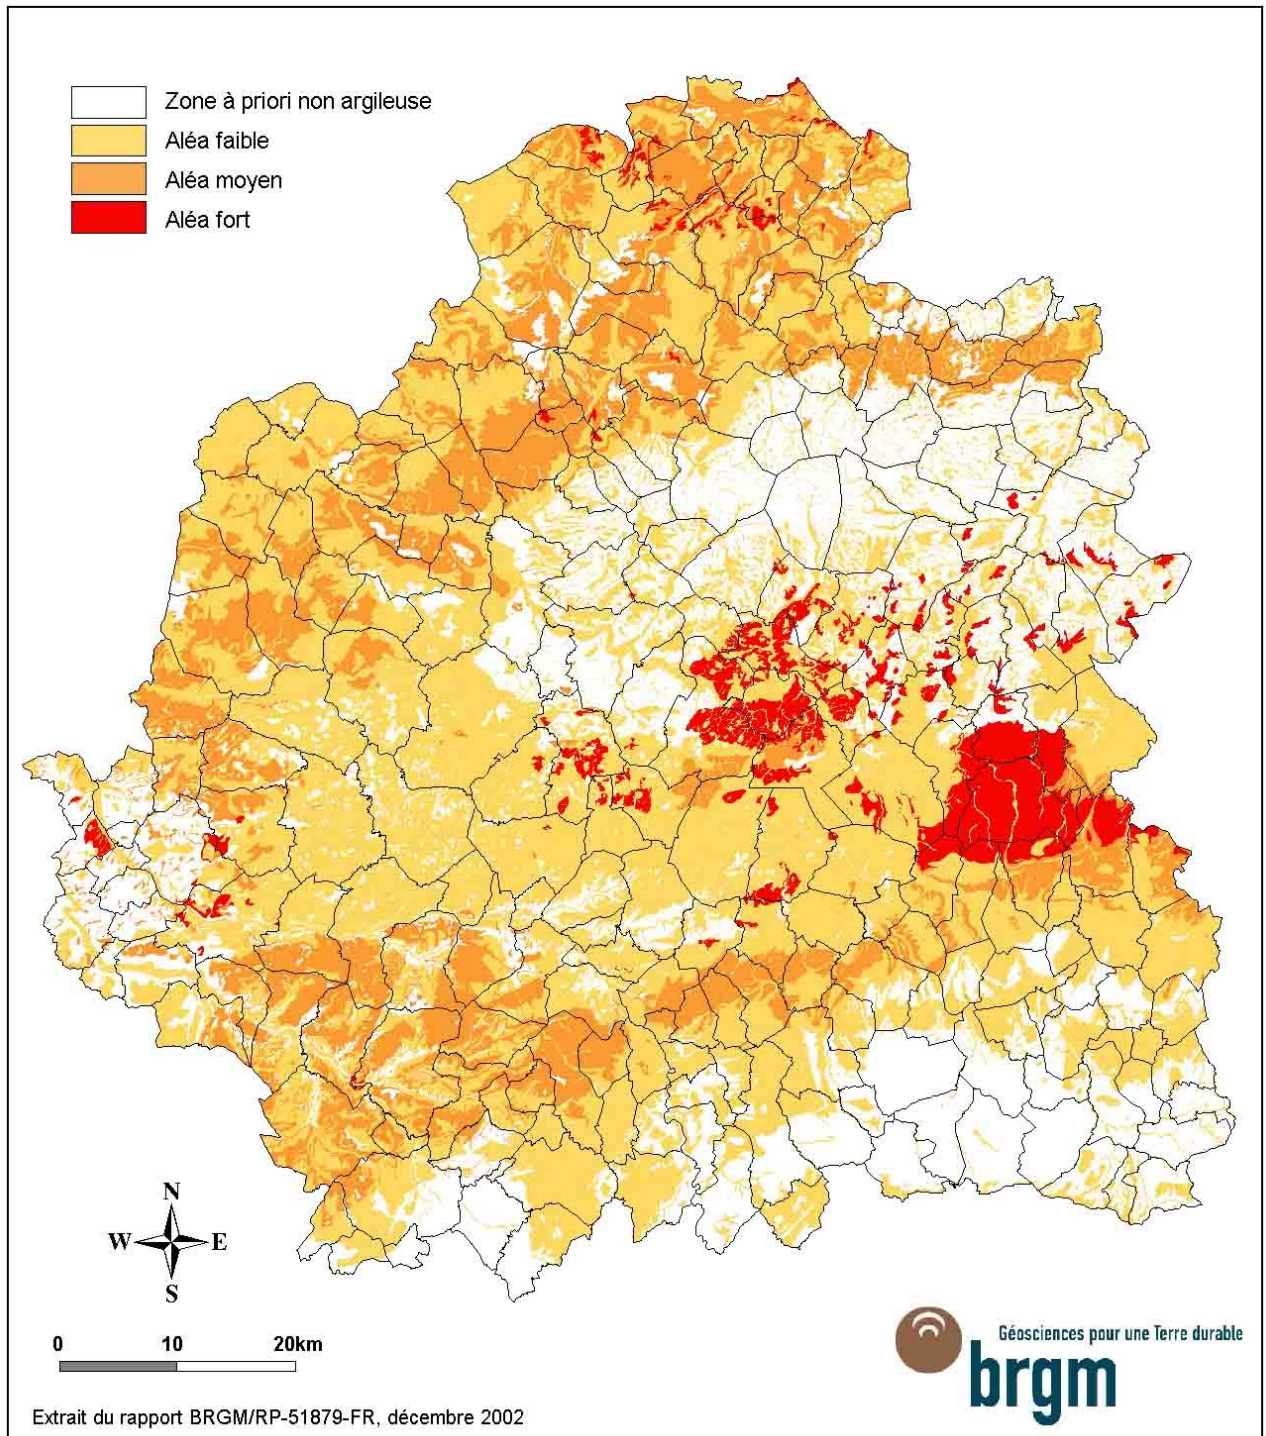 Zone à priori non argileuse
Aléa faible
Aléa moyen
Aléa fort
N
W E
S
0 10 20km
Géosciences pour une Terre durable
brgm
Extrait du rapport BRGM/RP-51879-FR, décembre 2002